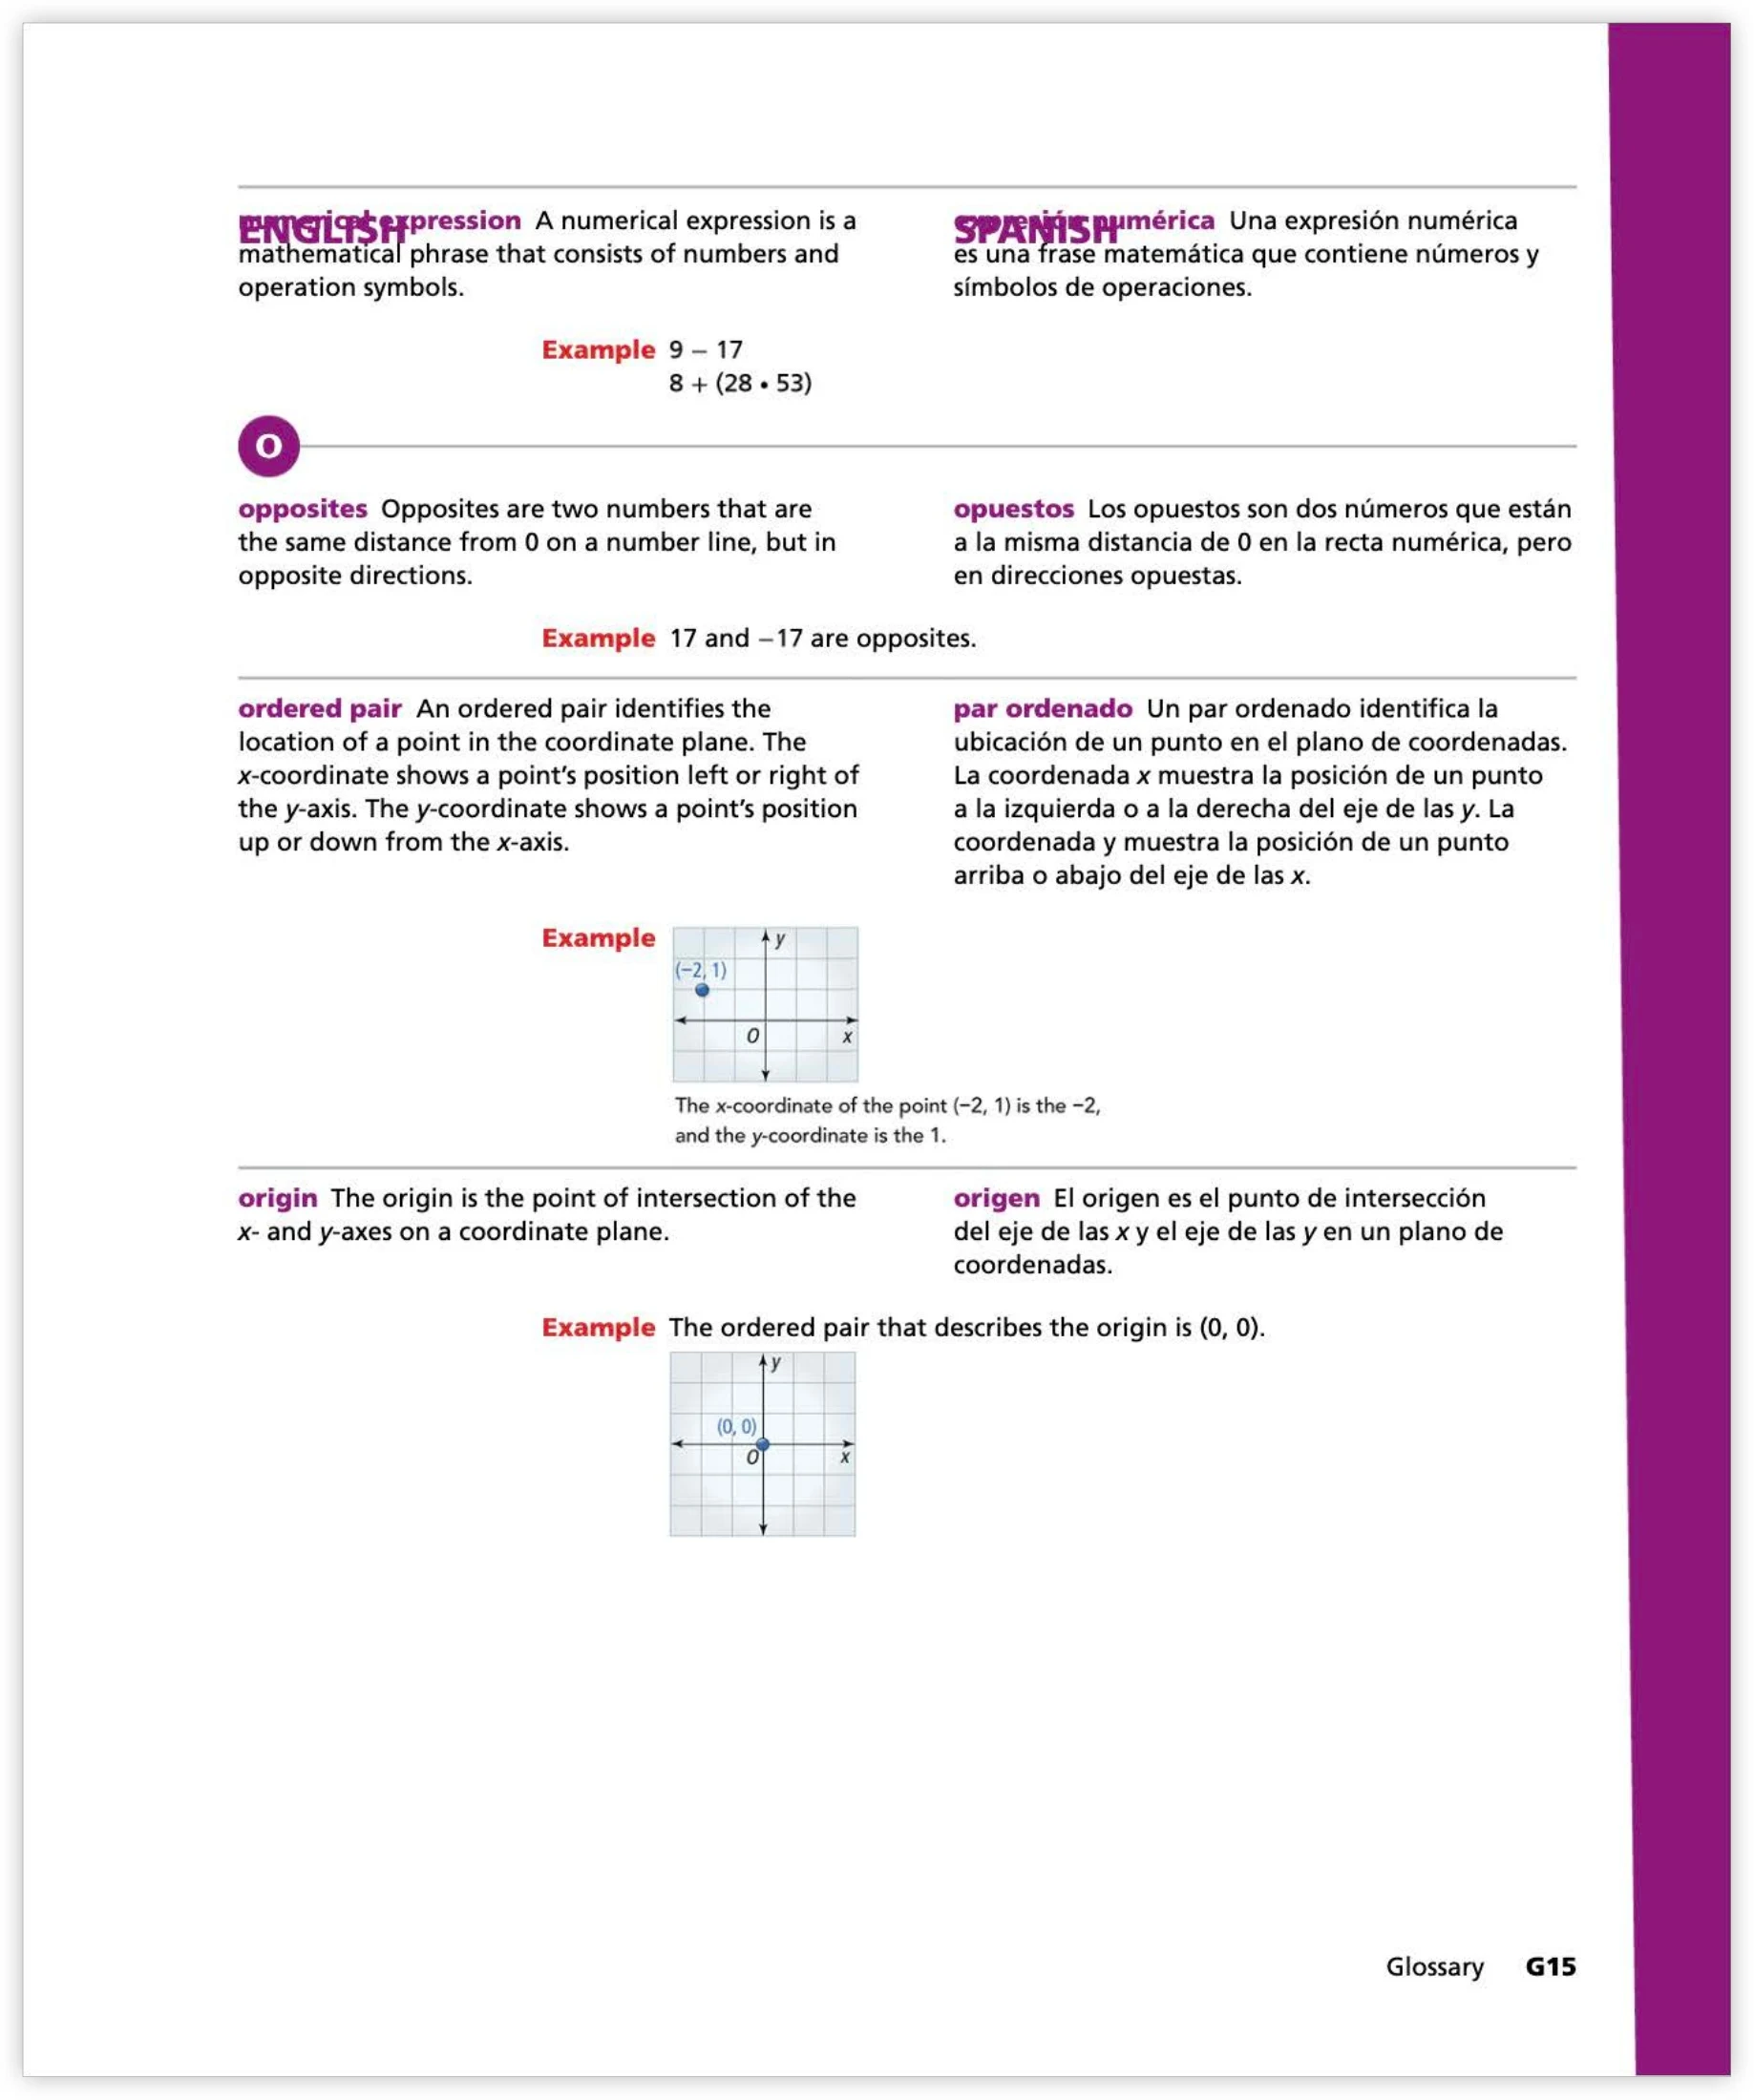 ENGLISH
SPANISH
numerical expression A numerical expression is a
mathematical phrase that consists of numbers and
operation symbols.
expresión numérica Una expresión numérica
es una frase matemática que contiene números y
símbolos de operaciones.
Example 9 – 17
8 + (28 • 53)
O
opposites Opposites are two numbers that are
the same distance from 0 on a number line, but in
opposite directions.
opuestos Los opuestos son dos números que están
a la misma distancia de 0 en la recta numérica, pero
en direcciones opuestas.
Example 17 and –17 are opposites.
ordered pair An ordered pair identifies the
location of a point in the coordinate plane. The
x-coordinate shows a point’s position left or right of
the y-axis. The y-coordinate shows a point’s position
up or down from the x-axis.
par ordenado Un par ordenado identifica la
ubicación de un punto en el plano de coordenadas.
La coordenada x muestra la posición de un punto
a la izquierda o a la derecha del eje de las y. La
coordenada y muestra la posición de un punto
arriba o abajo del eje de las x.
Example
y
(−2, 1)
O
x
The x-coordinate of the point (−2, 1) is the −2,
and the y-coordinate is the 1.
origin The origin is the point of intersection of the
x- and y-axes on a coordinate plane.
origen El origen es el punto de intersección
del eje de las x y el eje de las y en un plano de
coordenadas.
Example The ordered pair that describes the origin is (0, 0).
y
(0, 0)
O
x
Glossary G15